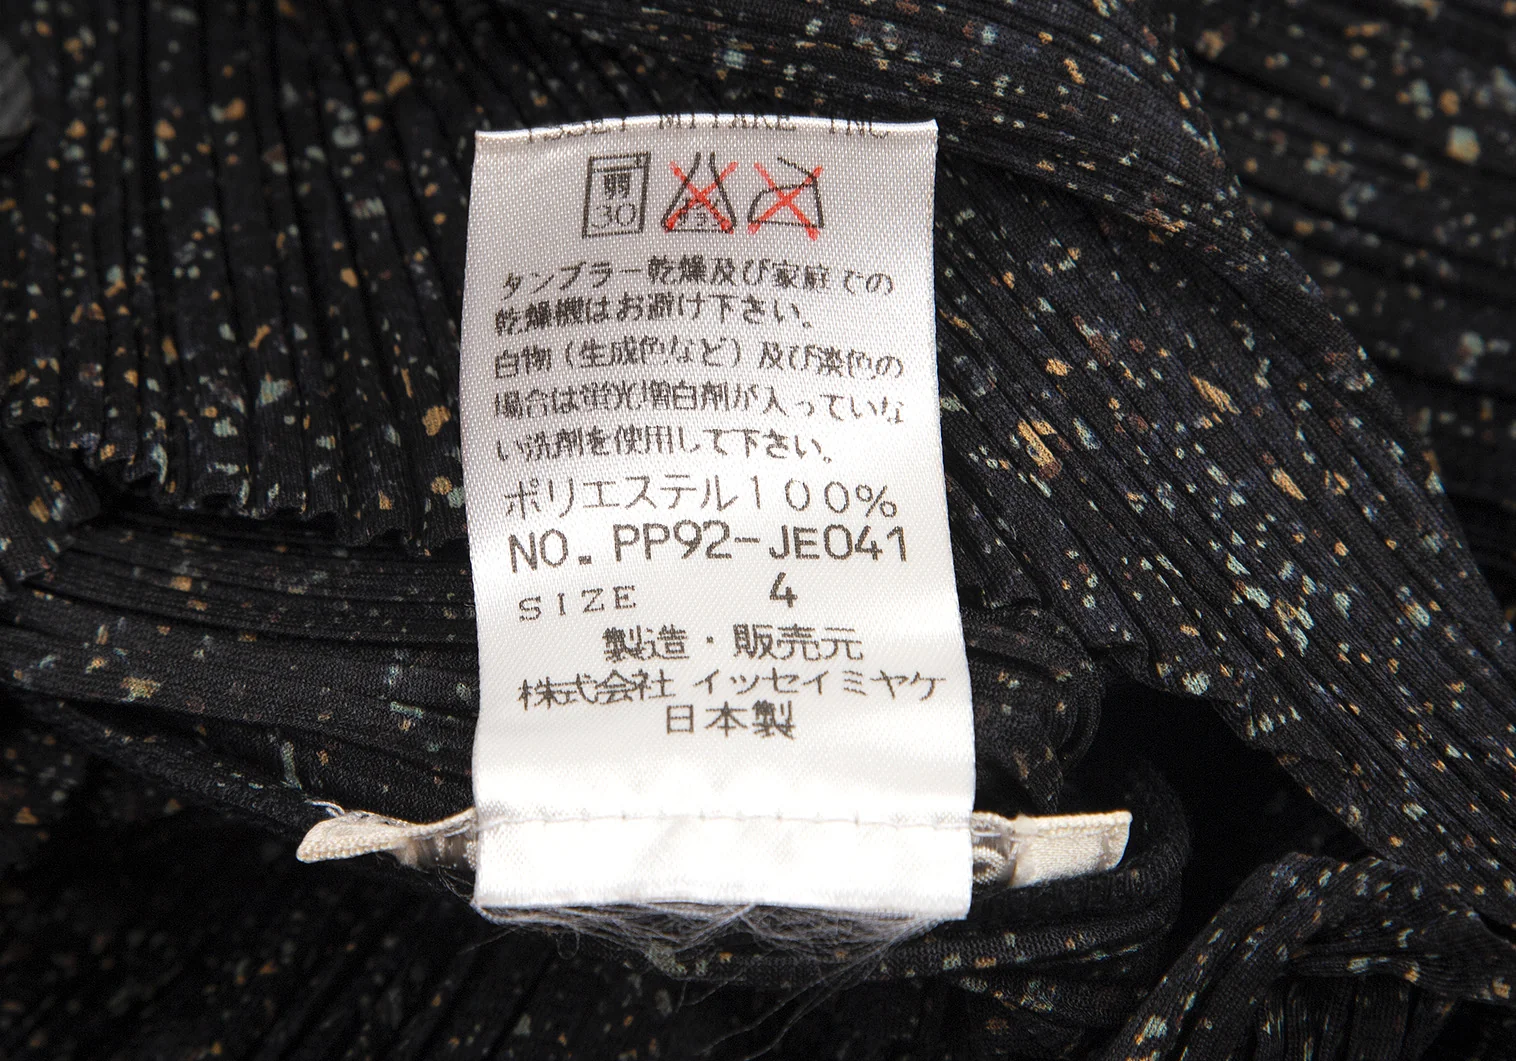 ISSEY MIYAKE INC.
弱
30
タンブラー乾燥及び家庭での
乾燥機はお避け下さい。
白物（生成色など）及び淡色の
場合は蛍光増白剤が入っていな
い洗剤を使用して下さい。
ポリエステル100%
NO. PP92-JE041
SIZE 4
製造・販売元
株式会社 イッセイミヤケ
日本製